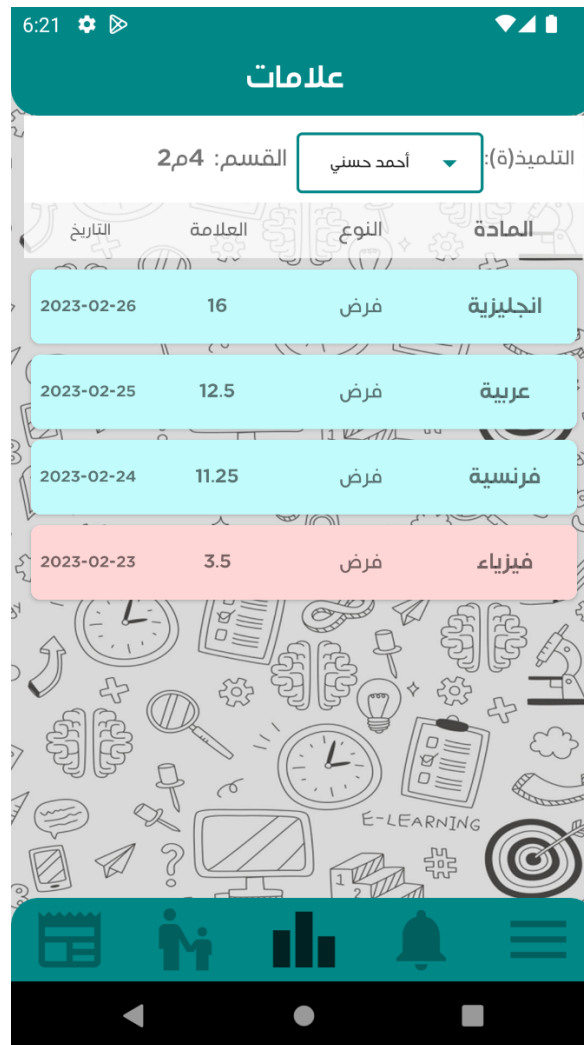 6:21
علامات
التلميذ(ة): أحمد حسني القسم: 4م2
المادة النوع العلامة التاريخ
انجليزية فرض 16 2023-02-26
عربية فرض 12.5 2023-02-25
فرنسية فرض 11.25 2023-02-24
فيزياء فرض 3.5 2023-02-23
E-LEARNING
1
2